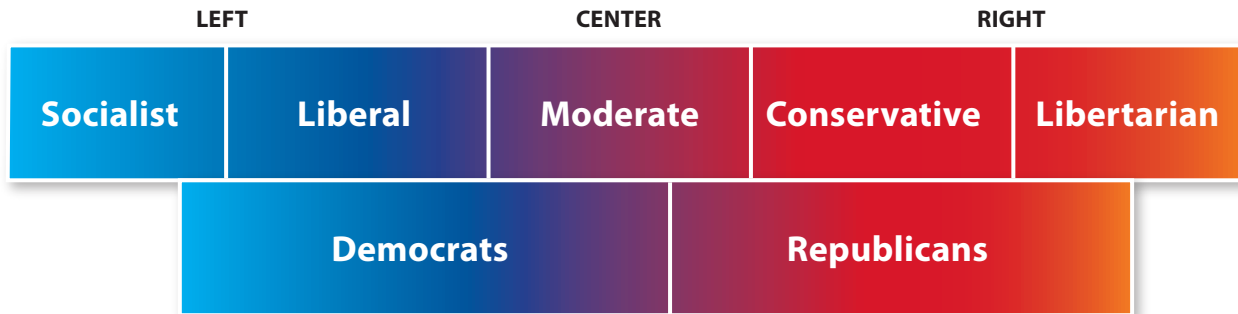 LEFT CENTER RIGHT
Socialist Liberal Moderate Conservative Libertarian
Democrats Republicans